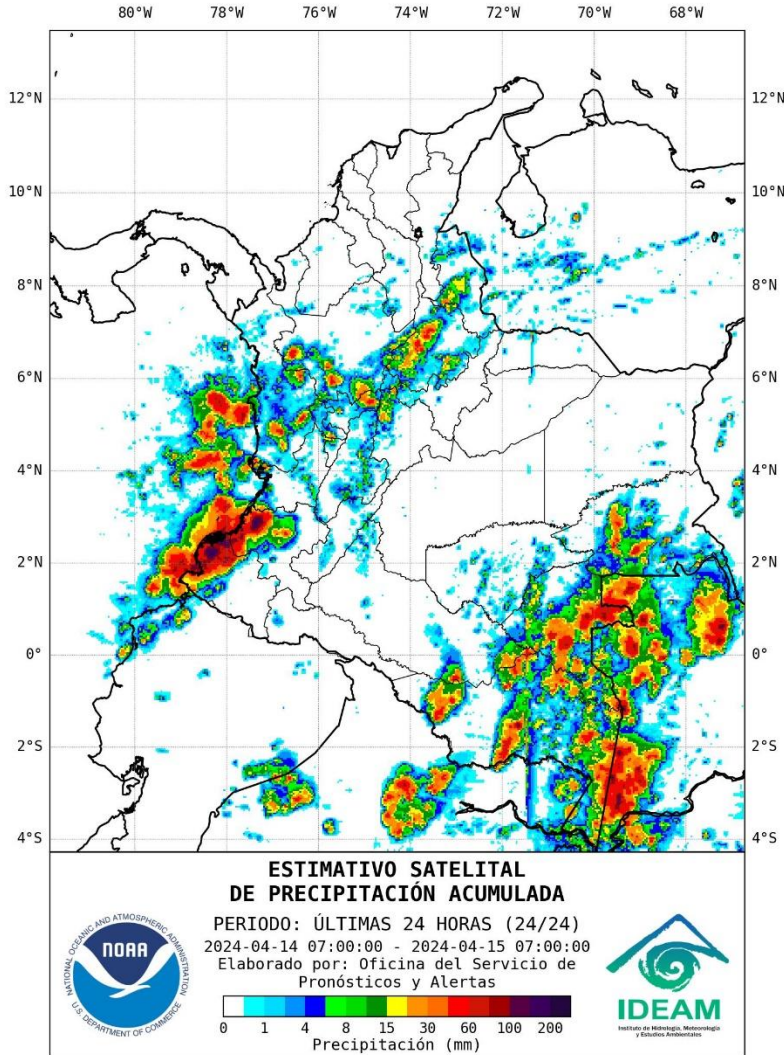 80°W 78°W 76°W 74°W 72°W 70°W 68°W
12°N 12°N
10°N 10°N
8°N 8°N
6°N 6°N
4°N 4°N
2°N 2°N
0° 0°
2°S 2°S
4°S 4°S
ESTIMATIVO SATELITAL
DE PRECIPITACIÓN ACUMULADA
PERIODO: ÚLTIMAS 24 HORAS (24/24)
2024-04-14 07:00:00 - 2024-04-15 07:00:00
Elaborado por: Oficina del Servicio de
Pronósticos y Alertas
0 1 4 8 15 30 60 100 200
Precipitación (mm)
NATIONAL OCEANIC AND ATMOSPHERIC ADMINISTRATION
NOAA
U.S. DEPARTMENT OF COMMERCE
IDEAM
Instituto de Hidrología, Meteorología
y Estudios Ambientales